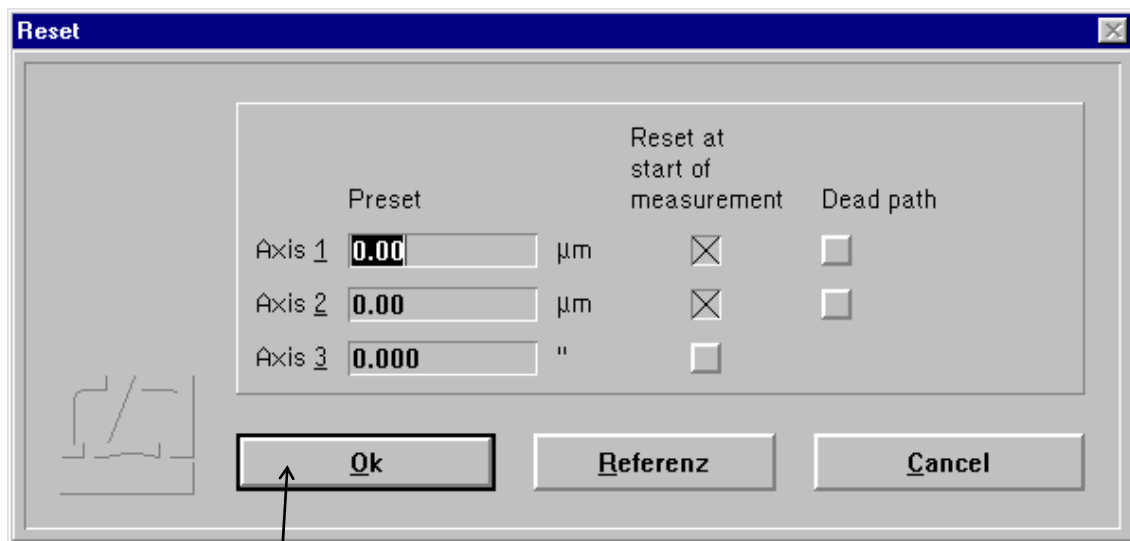 Reset
Reset at
start of
Preset measurement Dead path
Axis 1 0.00 µm
Axis 2 0.00 µm
Axis 3 0.000 "
Ok Referenz Cancel